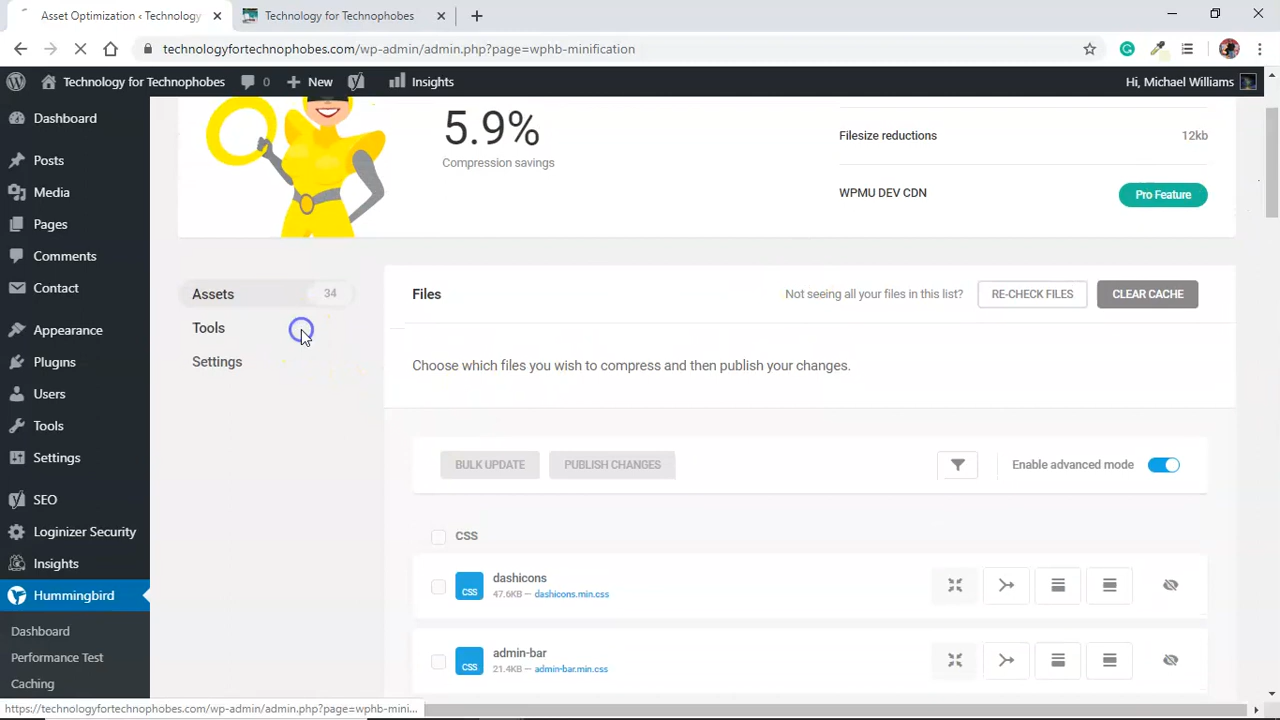 Asset Optimization ‹ Technology
Technology for Technophobes
technologyfortechnophobes.com/wp-admin/admin.php?page=wphb-minification
Technology for Technophobes
0
New
Insights
Hi, Michael Williams
Dashboard
Posts
Media
Pages
Comments
Contact
Appearance
Plugins
Users
Tools
Settings
SEO
Loginizer Security
Insights
Hummingbird
Dashboard
Performance Test
Caching
5.9%
Compression savings
Filesize reductions
12kb
WPMU DEV CDN
Pro Feature
Assets
34
Tools
Settings
Files
Not seeing all your files in this list?
RE-CHECK FILES
CLEAR CACHE
Choose which files you wish to compress and then publish your changes.
BULK UPDATE
PUBLISH CHANGES
Enable advanced mode
CSS
CSS
dashicons
47.6KB — dashicons.min.css
CSS
admin-bar
21.4KB — admin-bar.min.css
https://technologyfortechnophobes.com/wp-admin/admin.php?page=wphb-mini...